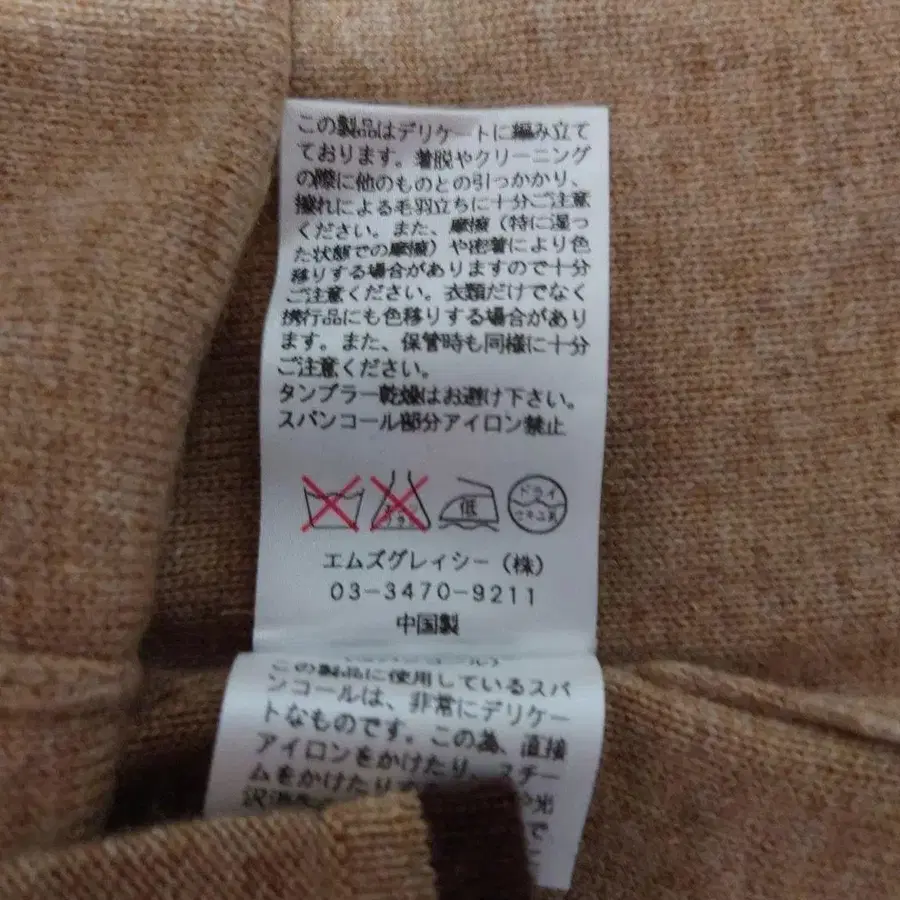 この製品はデリケートに編み立て
ております。着脱やクリーニング
の際に他のものとの引っかかり、
擦れによる毛羽立ちに十分ご注意
ください。また、摩擦（特に湿っ
た状態での摩擦）や密着により色
移りする場合がありますので十分
ご注意ください。衣類だけでなく
携行品にも色移りする場合があり
ます。また、保管時も同様に十分
ご注意ください。
タンブラー乾燥はお避け下さい。
スパンコール部分アイロン禁止
低 ドライ
エムズグレイシー（株）
03-3470-9211
中国製
この製品に使用しているスパ
ンコールは、非常にデリケー
トなものです。この為、直接
アイロンをかけたり、スチー
ムをかけたり
や光
沢
で